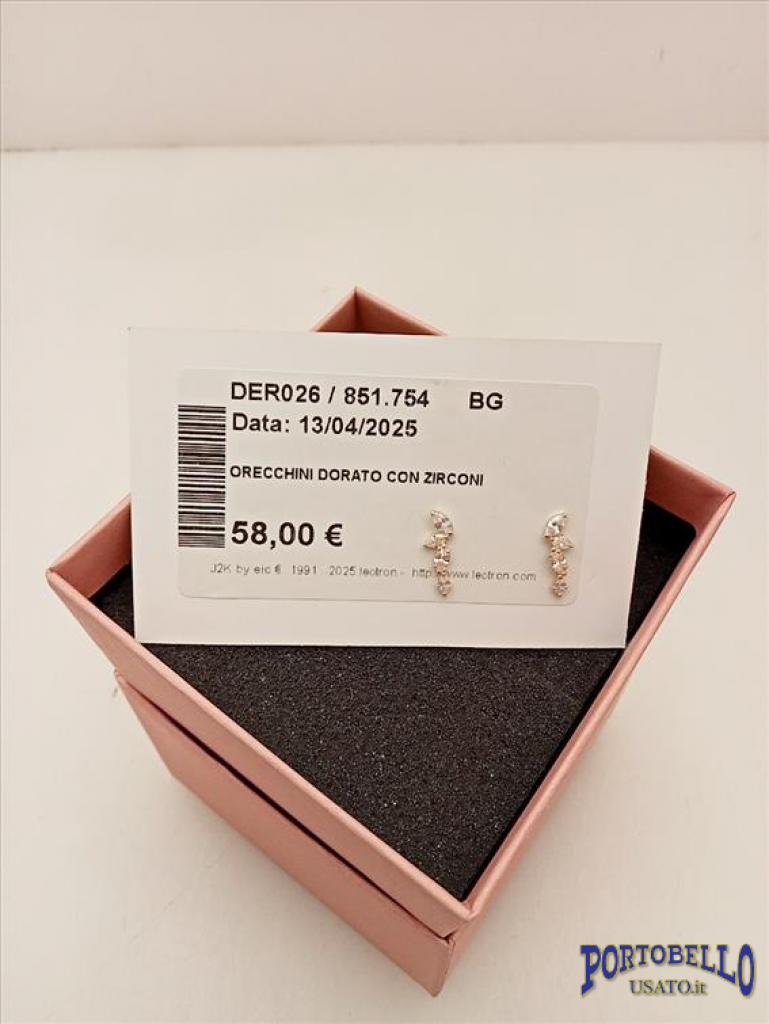 DER026 / 851.754 BG
Data: 13/04/2025
ORECCHINI DORATO CON ZIRCONI
58,00 €
J2K by eic € 1991 2025 lectron - http www.lectron.com
PORTOBELLO
USATO.it